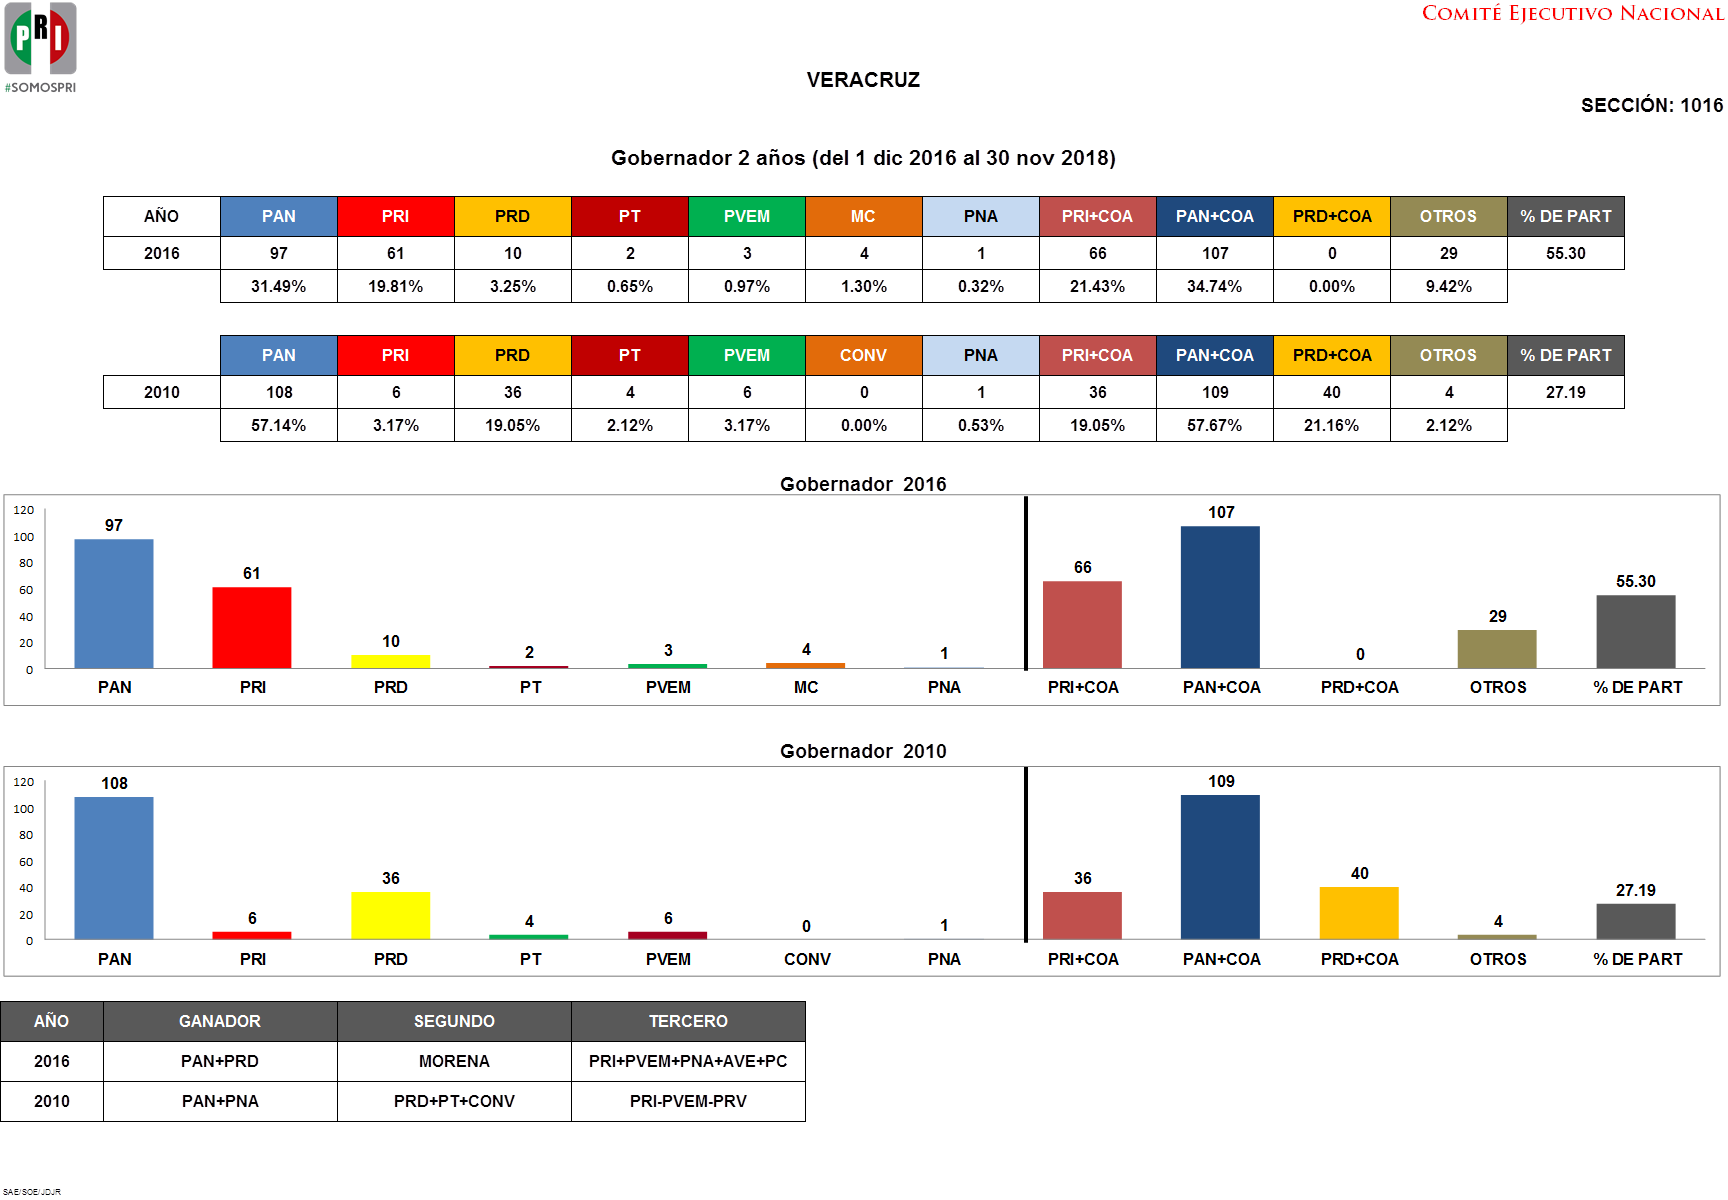 PRI
#SOMOSPRI
COMITÉ EJECUTIVO NACIONAL
VERACRUZ
SECCIÓN: 1016
Gobernador 2 años (del 1 dic 2016 al 30 nov 2018)
AÑO PAN PRI PRD PT PVEM MC PNA PRI+COA PAN+COA PRD+COA OTROS % DE PART
2016 97 61 10 2 3 4 1 66 107 0 29 55.30
31.49% 19.81% 3.25% 0.65% 0.97% 1.30% 0.32% 21.43% 34.74% 0.00% 9.42%
PAN PRI PRD PT PVEM CONV PNA PRI+COA PAN+COA PRD+COA OTROS % DE PART
2010 108 6 36 4 6 0 1 36 109 40 4 27.19
57.14% 3.17% 19.05% 2.12% 3.17% 0.00% 0.53% 19.05% 57.67% 21.16% 2.12%
Gobernador 2016
120
100
80
60
40
20
0
97 61 10 2 3 4 1 66 107 0 29 55.30
PAN PRI PRD PT PVEM MC PNA PRI+COA PAN+COA PRD+COA OTROS % DE PART
Gobernador 2010
120
100
80
60
40
20
0
108 6 36 4 6 0 1 36 109 40 4 27.19
PAN PRI PRD PT PVEM CONV PNA PRI+COA PAN+COA PRD+COA OTROS % DE PART
AÑO GANADOR SEGUNDO TERCERO
2016 PAN+PRD MORENA PRI+PVEM+PNA+AVE+PC
2010 PAN+PNA PRD+PT+CONV PRI-PVEM-PRV
SAE/SOE/JDJR